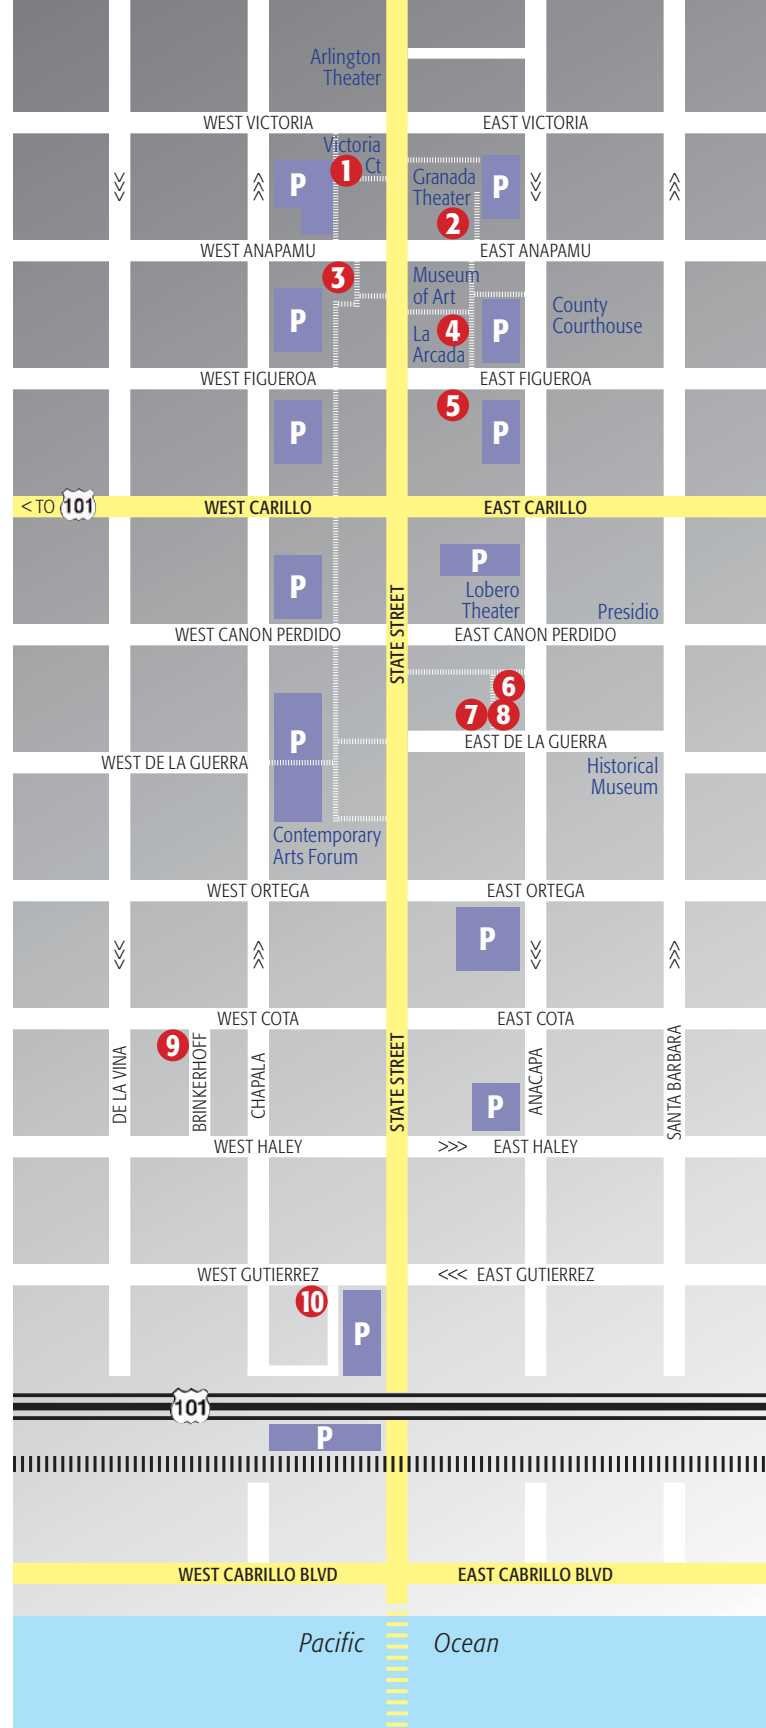 Arlington
Theater
WEST VICTORIA
EAST VICTORIA
Victoria
Ct
1
P
Granada
Theater
P
2
<<<
>>>
<<<
>>>
WEST ANAPAMU
EAST ANAPAMU
3
P
Museum
of Art
La
Arcada
4
P
County
Courthouse
WEST FIGUEROA
EAST FIGUEROA
5
P
P
< TO 101
WEST CARILLO
EAST CARILLO
P
P
Lobero
Theater
Presidio
STATE STREET
WEST CANON PERDIDO
EAST CANON PERDIDO
6
7
8
P
EAST DE LA GUERRA
WEST DE LA GUERRA
Historical
Museum
Contemporary
Arts Forum
WEST ORTEGA
EAST ORTEGA
P
<<<
>>>
<<<
>>>
WEST COTA
EAST COTA
9
DE LA VINA
BRINKERHOFF
CHAPALA
STATE STREET
P
ANACAPA
SANTA BARBARA
WEST HALEY
>>> EAST HALEY
WEST GUTIERREZ
<<< EAST GUTIERREZ
10
P
101
P
WEST CABRILLO BLVD
EAST CABRILLO BLVD
Pacific Ocean